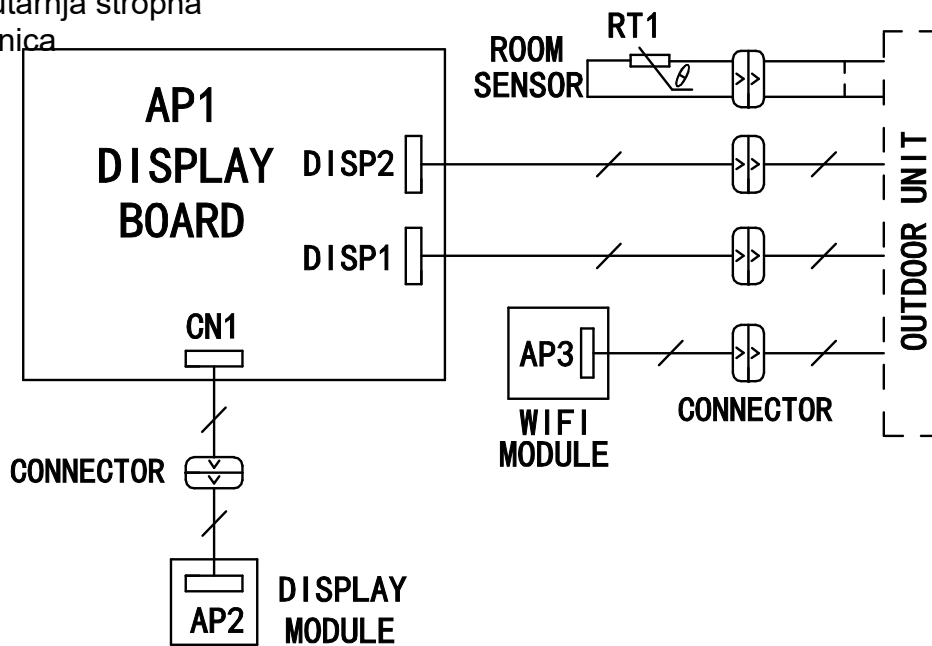 stropna
RT1
ROOM
SENSOR
θ
AP1
DISPLAY
BOARD
DISP2
DISP1
OUTDOOR UNIT
CN1
AP3
CONNECTOR
WIFI
MODULE
CONNECTOR
AP2
DISPLAY
MODULE